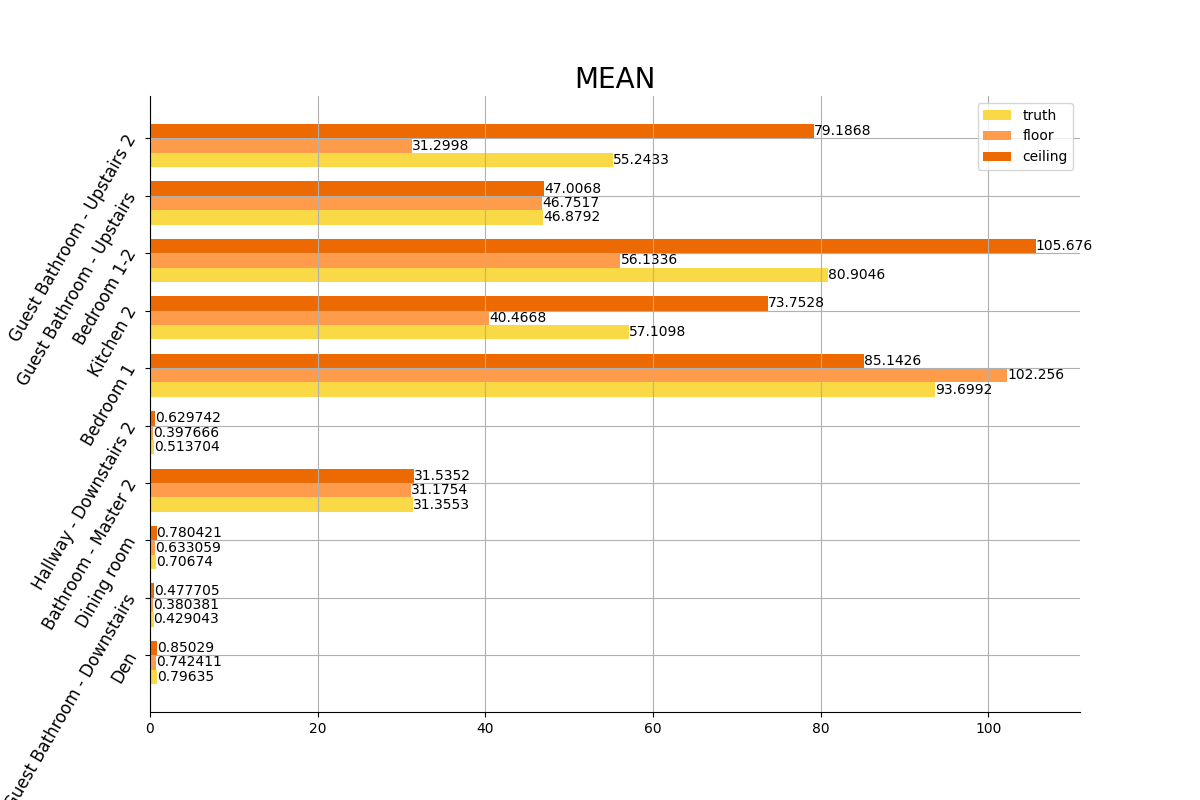 MEAN
truth
floor
ceiling
Guest Bathroom - Upstairs 2
79.1868
31.2998
55.2433
Guest Bathroom - Upstairs
47.0068
46.7517
46.8792
Bedroom 1-2
105.676
56.1336
80.9046
Kitchen 2
73.7528
40.4668
57.1098
Bedroom 1
85.1426
102.256
93.6992
Hallway - Downstairs 2
0.629742
0.397666
0.513704
Bathroom - Master 2
31.5352
31.1754
31.3553
Dining room
0.780421
0.633059
0.70674
Guest Bathroom - Downstairs
0.477705
0.380381
0.429043
Den
0.85029
0.742411
0.79635
0
20
40
60
80
100